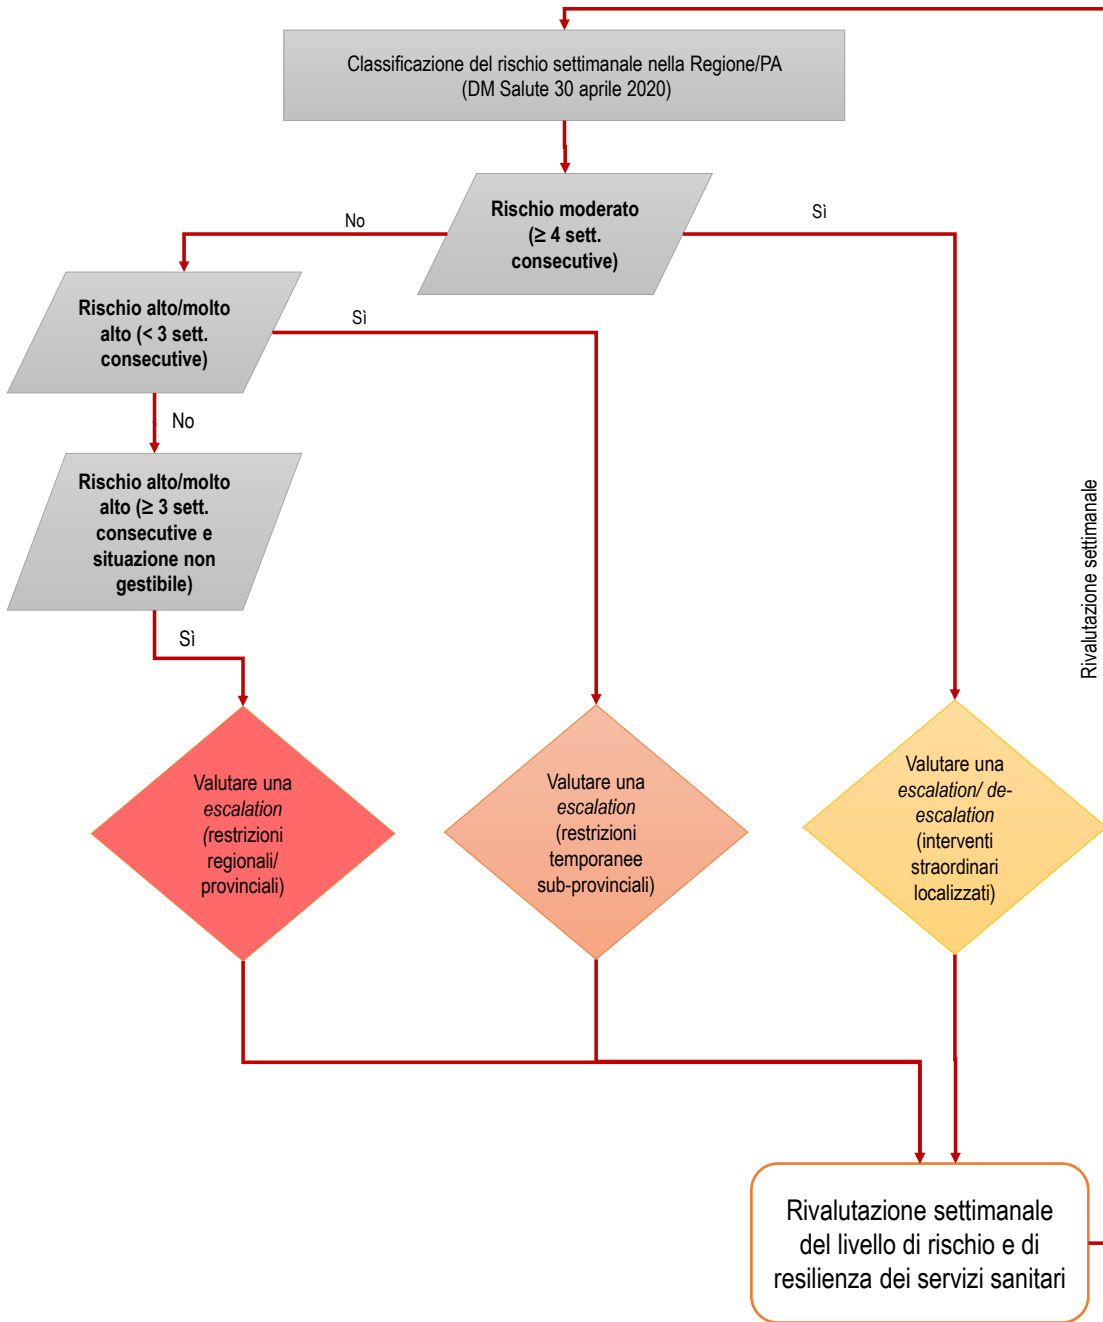 Classificazione del rischio settimanale nella Regione/PA
(DM Salute 30 aprile 2020)
Rischio moderato
(≥ 4 sett.
consecutive)
No
Sì
Rischio alto/molto
alto (< 3 sett.
consecutive)
Sì
No
Rischio alto/molto
alto (≥ 3 sett.
consecutive e
situazione non
gestibile)
Sì
Rivalutazione settimanale
Valutare una
escalation
(restrizioni
regionali/
provinciali)
Valutare una
escalation
(restrizioni
temporanee
sub-provinciali)
Valutare una
escalation/ de-
escalation
(interventi
straordinari
localizzati)
Rivalutazione settimanale
del livello di rischio e di
resilienza dei servizi sanitari